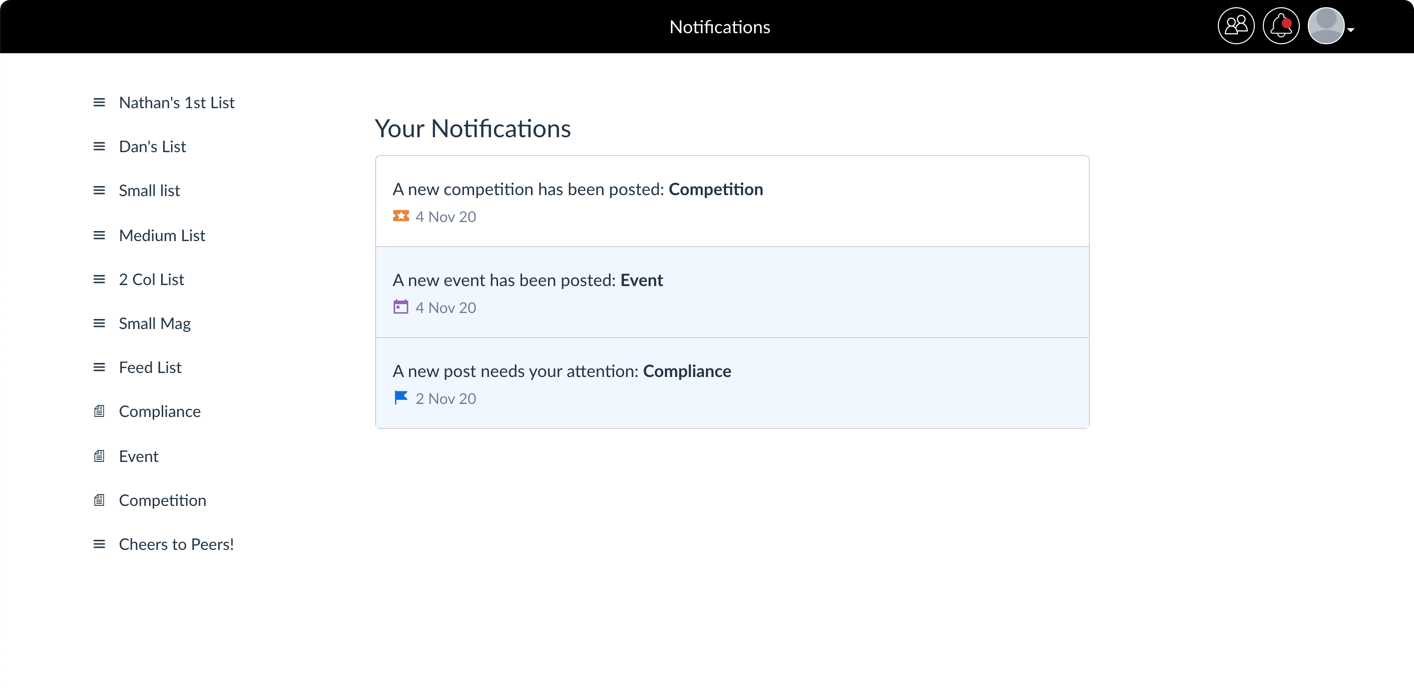 Notifications
Nathan's 1st List
Dan's List
Small list
Medium List
2 Col List
Small Mag
Feed List
Compliance
Event
Competition
Cheers to Peers!
Your Notifications
A new competition has been posted: Competition
4 Nov 20
A new event has been posted: Event
4 Nov 20
A new post needs your attention: Compliance
2 Nov 20